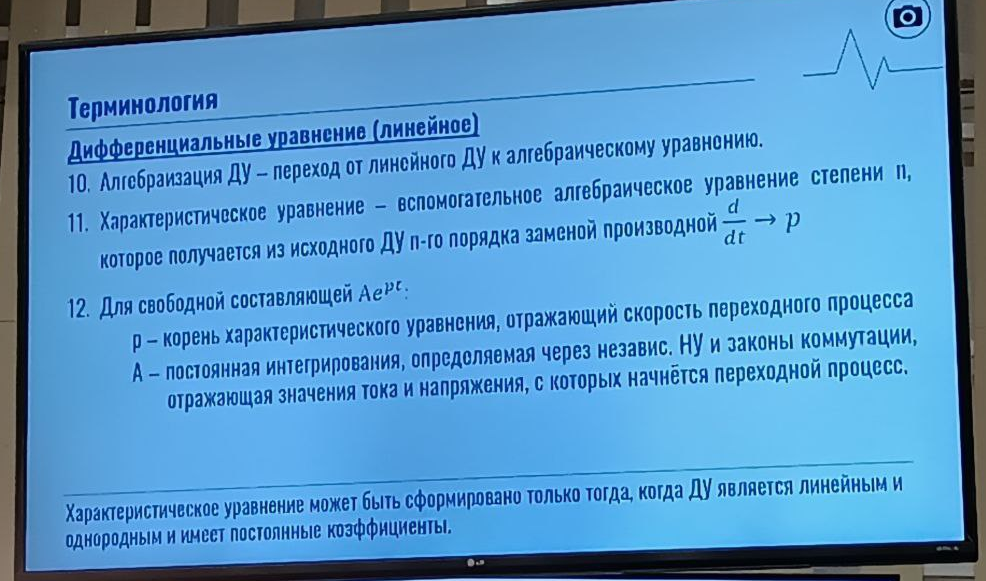 Терминология
Дифференциальные уравнение (линейное)
10. Алгебраизация ДУ – переход от линейного ДУ к алгебраическому уравнению.
11. Характеристическое уравнение – вспомогательное алгебраическое уравнение степени n,
которое получается из исходного ДУ n-го порядка заменой производной d/dt → p
12. Для свободной составляющей Ae^{pt}:
p – корень характеристического уравнения, отражающий скорость переходного процесса
A – постоянная интегрирования, определяемая через независ. НУ и законы коммутации,
отражающая значения тока и напряжения, с которых начнётся переходной процесс.
Характеристическое уравнение может быть сформировано только тогда, когда ДУ является линейным и
однородным и имеет постоянные коэффициенты.
LG